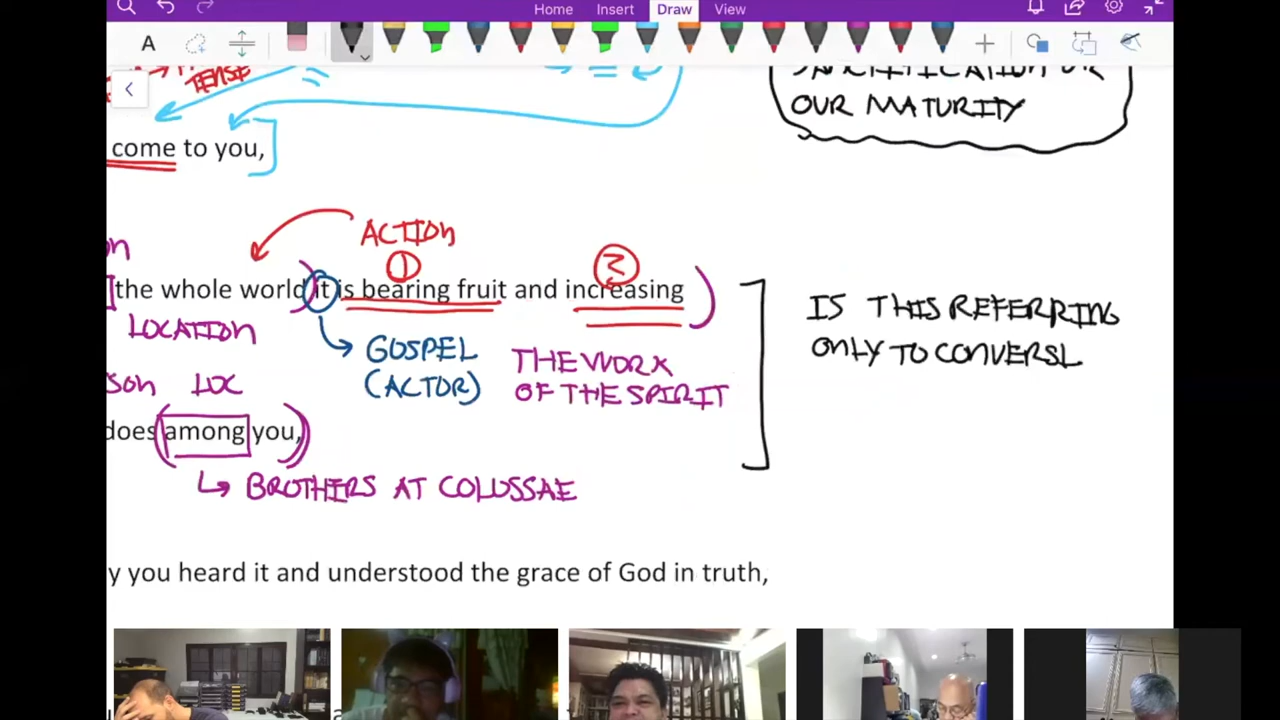 Home Insert Draw View
A
TENSE
OUR MATURITY
come to you,
ACTION
1
2
the whole world it is bearing fruit and increasing
LOCATION
GOSPEL
(ACTOR)
THE WORK
OF THE SPIRIT
IS THIS REFERRING
ONLY TO CONVERSL
LOC
does among you,
BROTHERS AT COLOSSAE
y you heard it and understood the grace of God in truth,